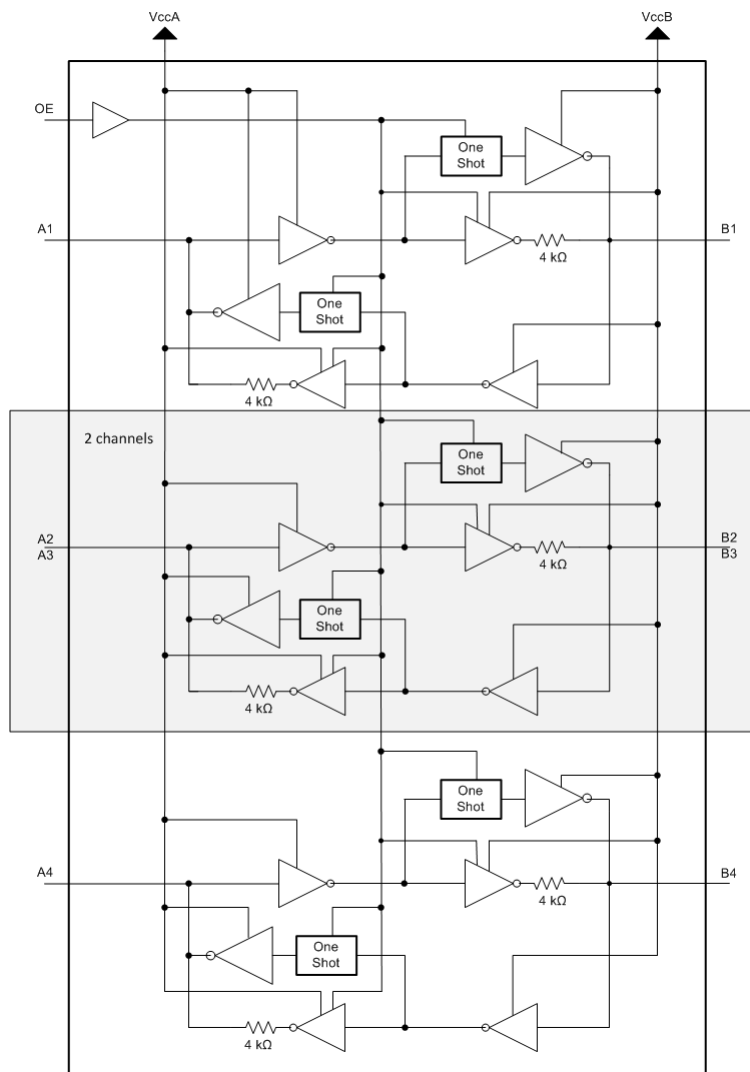 VccA
VccB
OE
One
Shot
A1
B1
4 kΩ
One
Shot
4 kΩ
2 channels
One
Shot
A2
A3
B2
B3
4 kΩ
One
Shot
4 kΩ
One
Shot
A4
B4
4 kΩ
One
Shot
4 kΩ